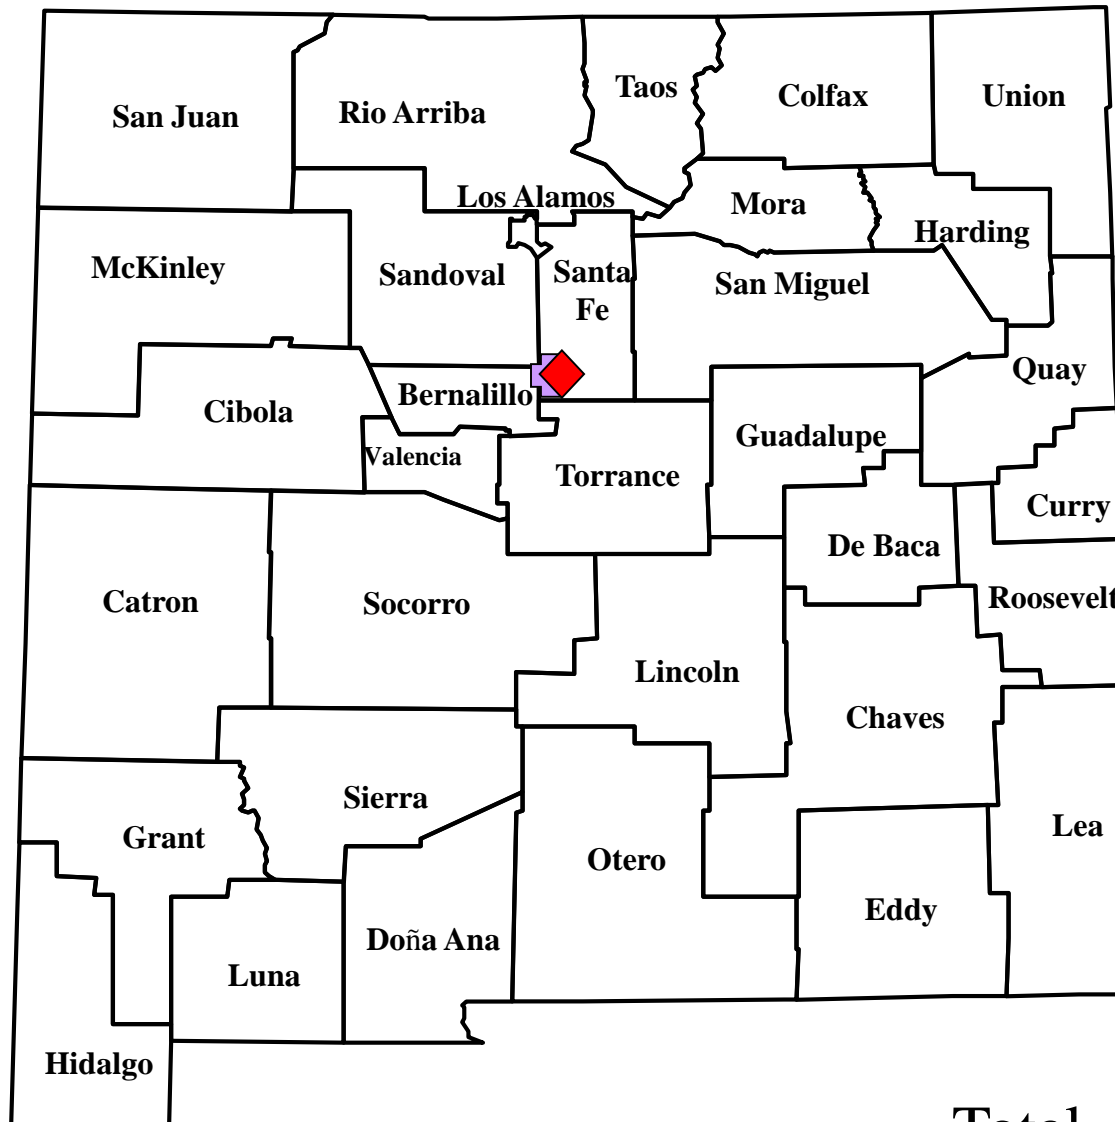 Taos
Colfax
Union
San Juan
Rio Arriba
Los Alamos
Mora
Harding
McKinley
Sandoval
Santa
Fe
San Miguel
Quay
Bernalillo
Cibola
Guadalupe
Valencia
Torrance
Curry
De Baca
Catron
Socorro
Roosevelt
Lincoln
Chaves
Sierra
Grant
Lea
Otero
Eddy
Doña Ana
Luna
Hidalgo
Total